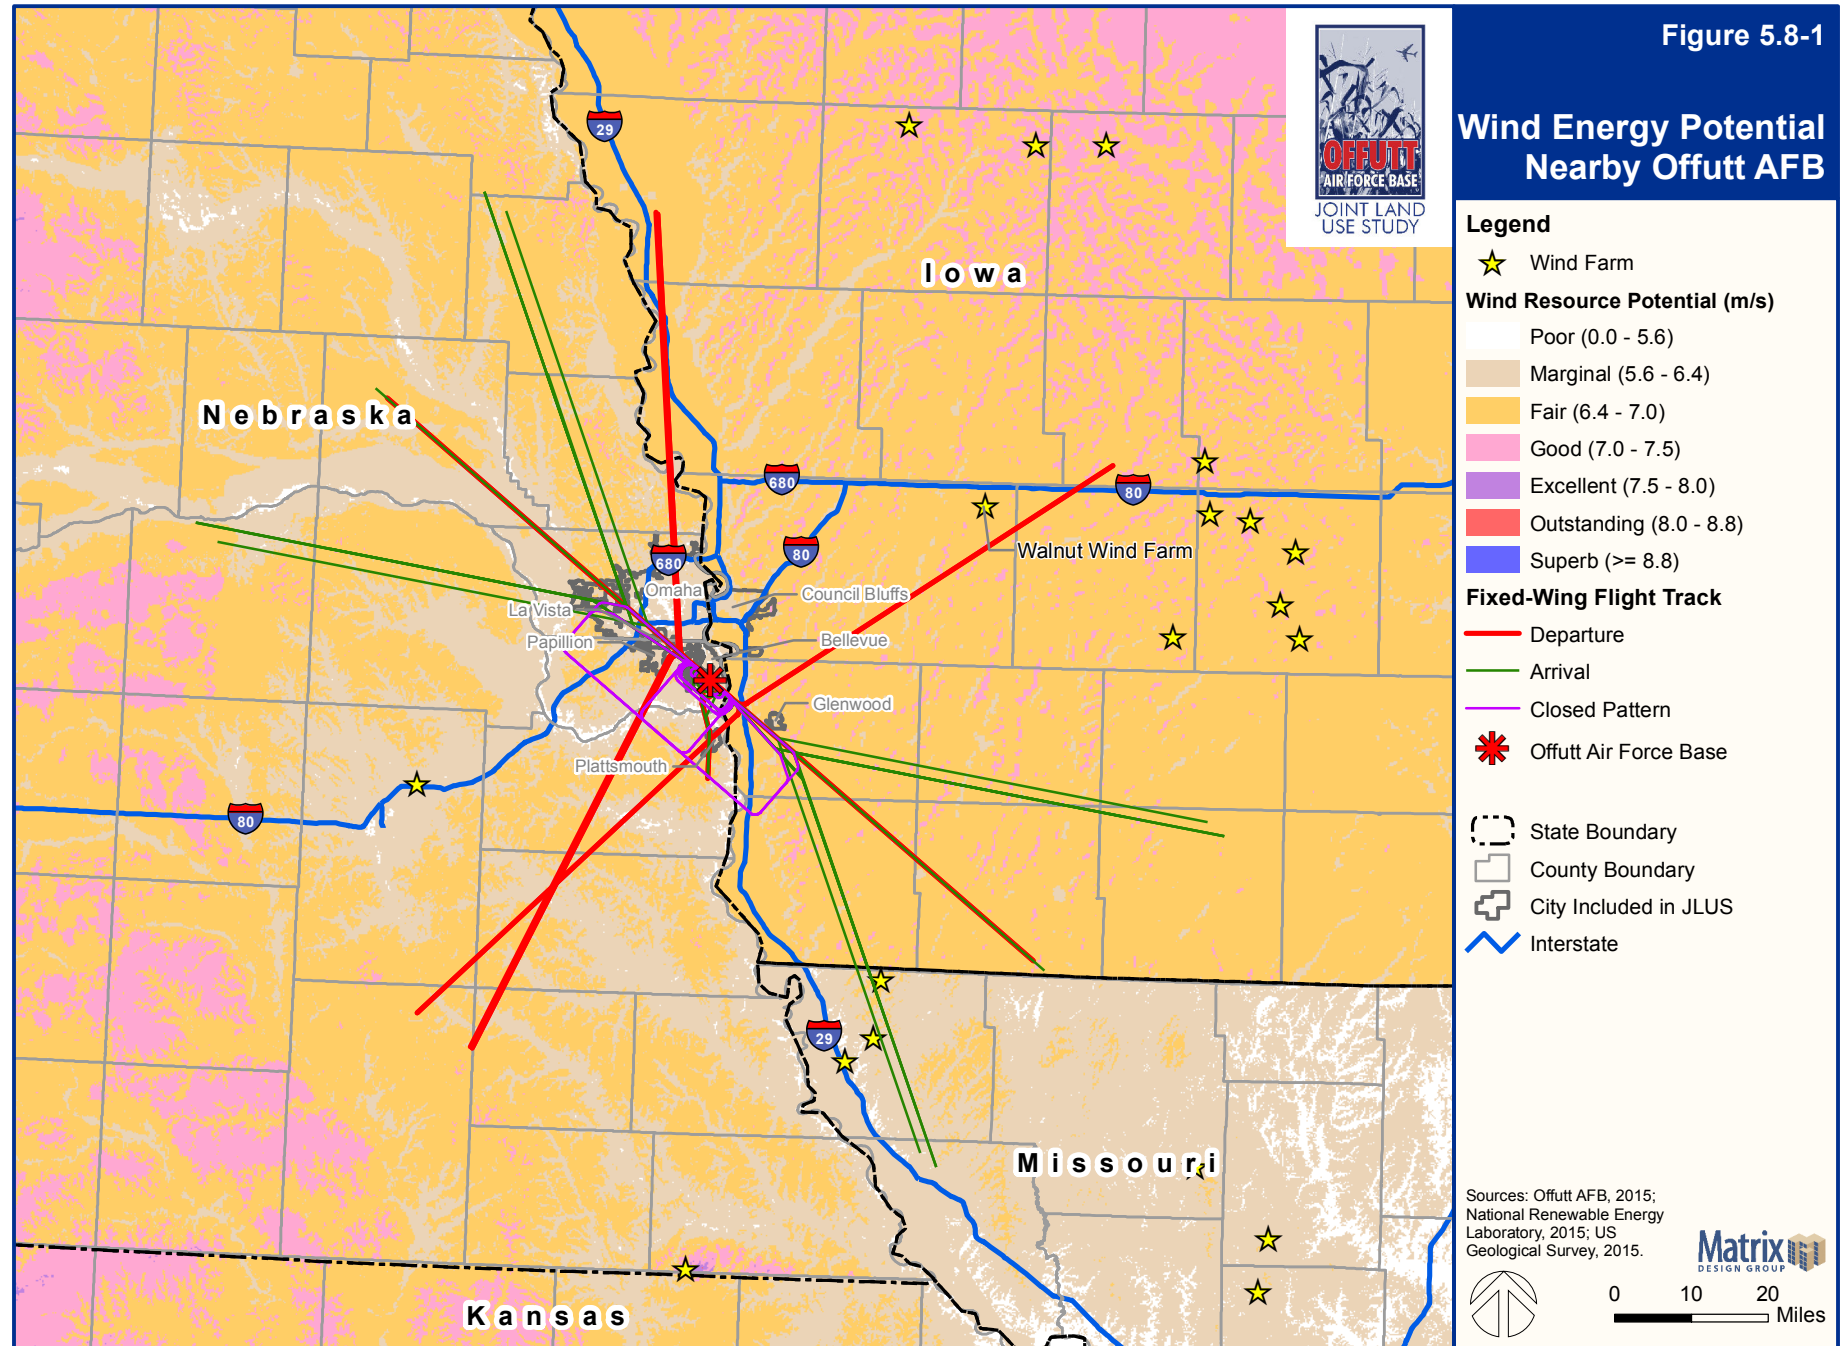 Figure 5.8-1
Wind Energy Potential
Nearby Offutt AFB
OFFUTT
AIR FORCE BASE
JOINT LAND
USE STUDY
Legend
Wind Farm
Wind Resource Potential (m/s)
Poor (0.0 - 5.6)
Marginal (5.6 - 6.4)
Fair (6.4 - 7.0)
Good (7.0 - 7.5)
Excellent (7.5 - 8.0)
Outstanding (8.0 - 8.8)
Superb (>= 8.8)
Fixed-Wing Flight Track
Departure
Arrival
Closed Pattern
Offutt Air Force Base
State Boundary
County Boundary
City Included in JLUS
Interstate
Sources: Offutt AFB, 2015;
National Renewable Energy
Laboratory, 2015; US
Geological Survey, 2015.
Matrix
DESIGN GROUP
0 10 20
Miles
29
Iowa
Nebraska
680
80
80
Walnut Wind Farm
680
Omaha
Council Bluffs
La Vista
Papillion
Bellevue
Glenwood
Plattsmouth
80
29
Missouri
Kansas